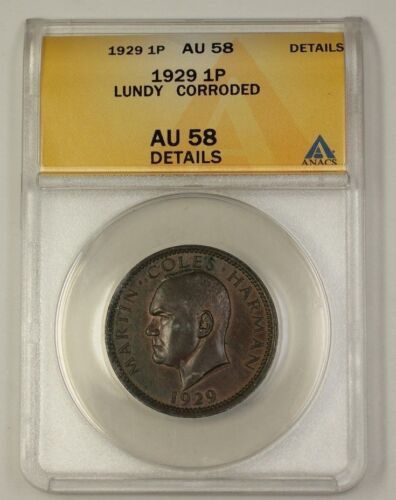 1929 1P AU 58 DETAILS
1929 1P
LUNDY CORRODED
AU 58
DETAILS
ANACS
MARTIN · COLES · HARMAN
1929